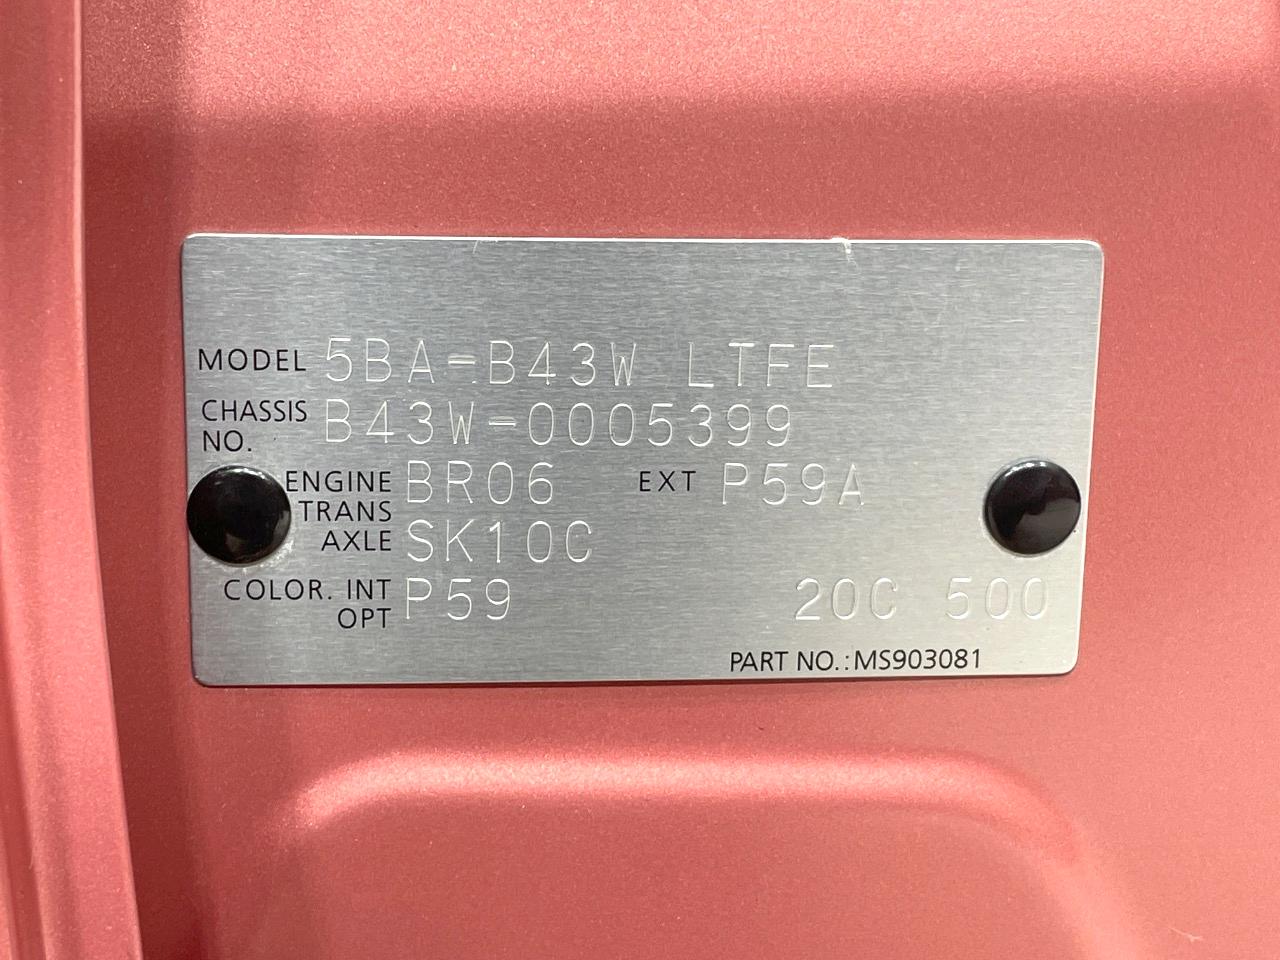 MODEL 5BA-B43W LTFE
CHASSIS NO. B43W-0005399
ENGINE BR06 EXT P59A
TRANS AXLE SK10C
COLOR. INT OPT P59 20C 500
PART NO.:MS903081